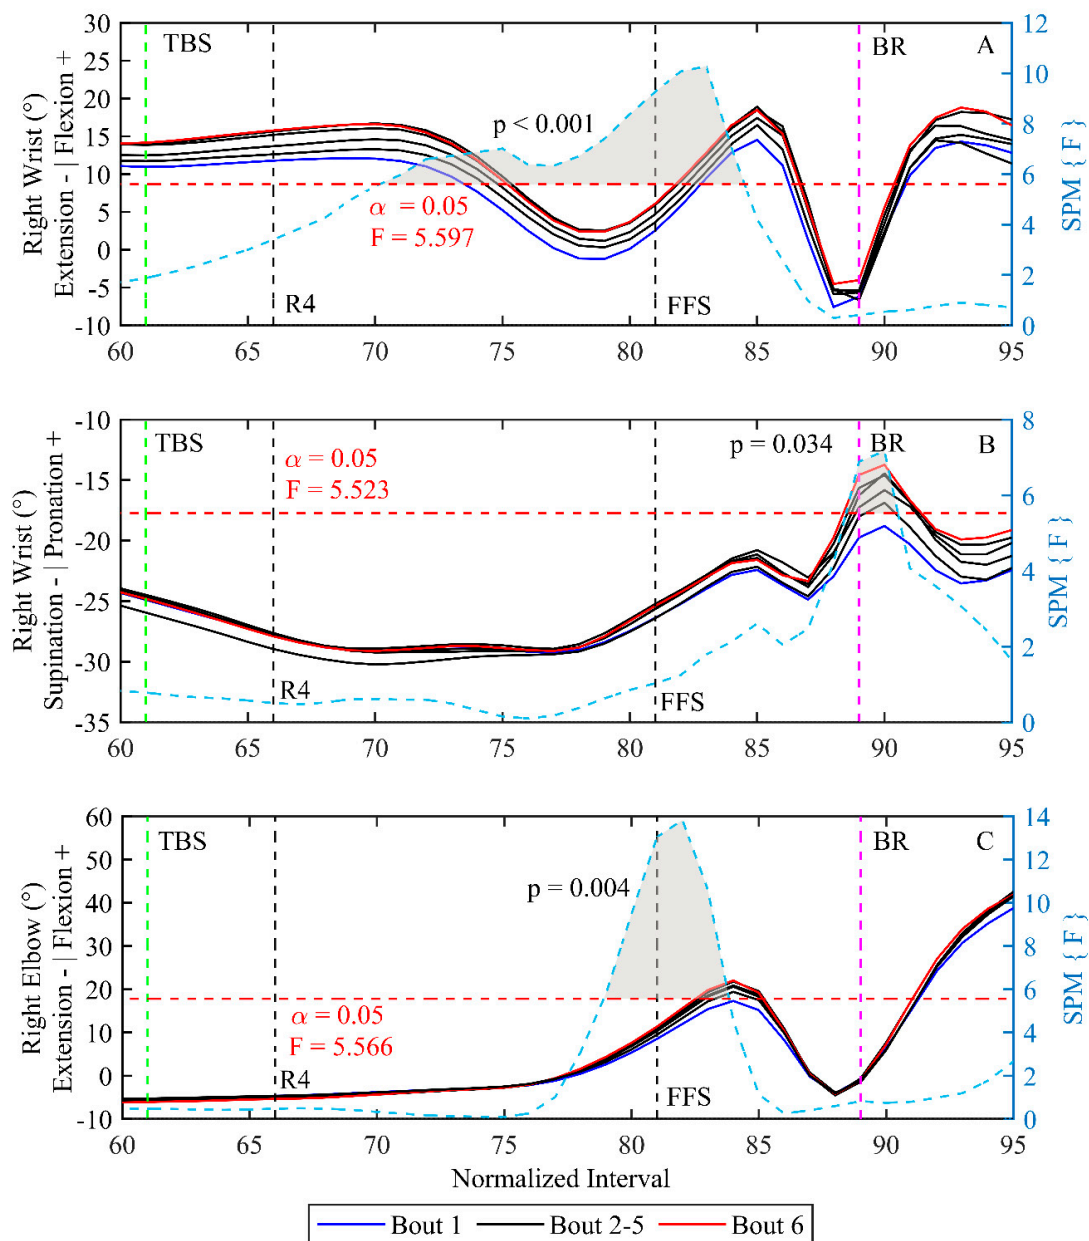 30
25
20
15
10
5
0
-5
-10
Right Wrist (°)
Extension - | Flexion +
TBS
R4
p < 0.001
α = 0.05
F = 5.597
FFS
BR
A
12
10
8
6
4
2
0
SPM { F }
60 65 70 75 80 85 90 95
-10
-15
-20
-25
-30
-35
Right Wrist (°)
Supination - | Pronation +
TBS
α = 0.05
F = 5.523
R4
FFS
p = 0.034
BR
B
8
6
4
2
0
SPM { F }
60 65 70 75 80 85 90 95
60
50
40
30
20
10
0
-10
Right Elbow (°)
Extension - | Flexion +
TBS
p = 0.004
α = 0.05
F = 5.566
R4
FFS
BR
C
14
12
10
8
6
4
2
0
SPM { F }
60 65 70 75 80 85 90 95
Normalized Interval
Bout 1 Bout 2-5 Bout 6